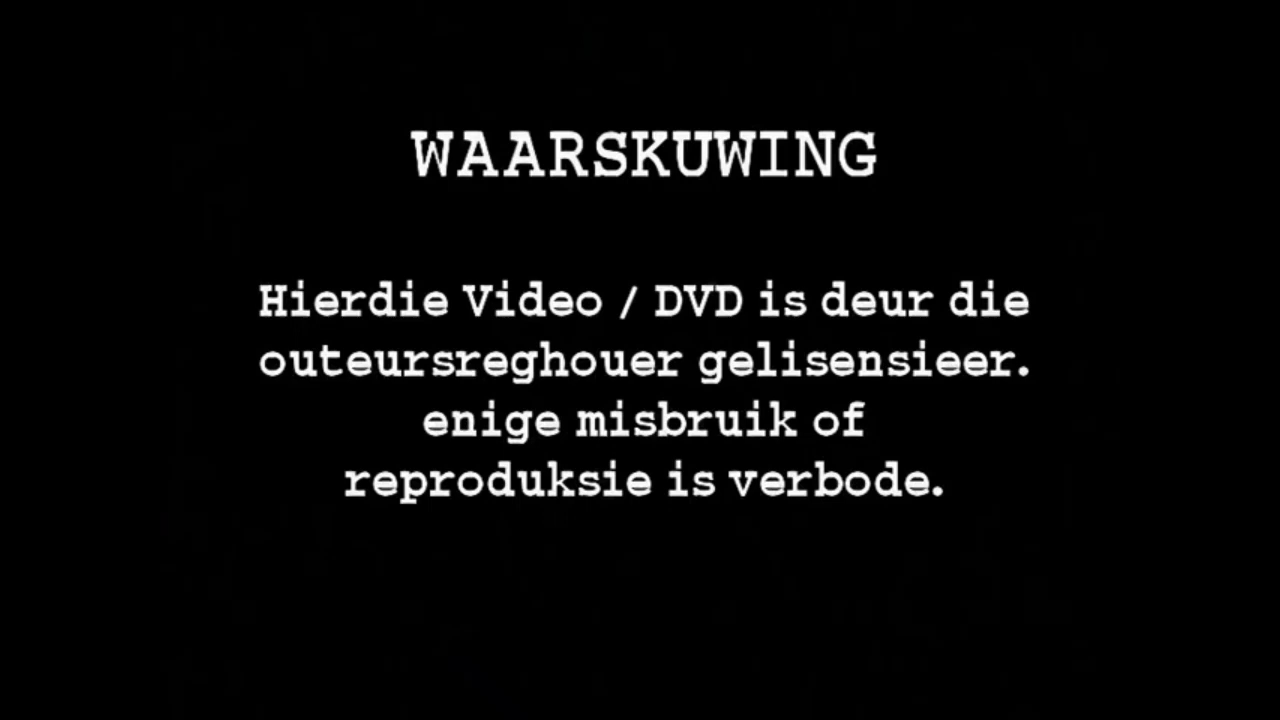 WAARSKUWING
Hierdie Video / DVD is deur die
outeursreghouer gelisensieer.
enige misbruik of
reproduksie is verbode.